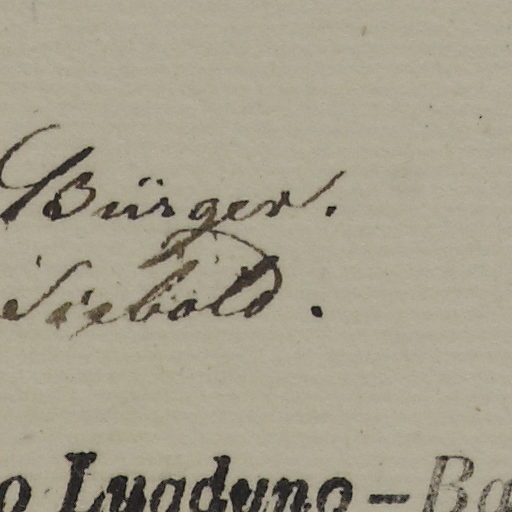 Bürger.
Siebold.
o Lugduno-Ba